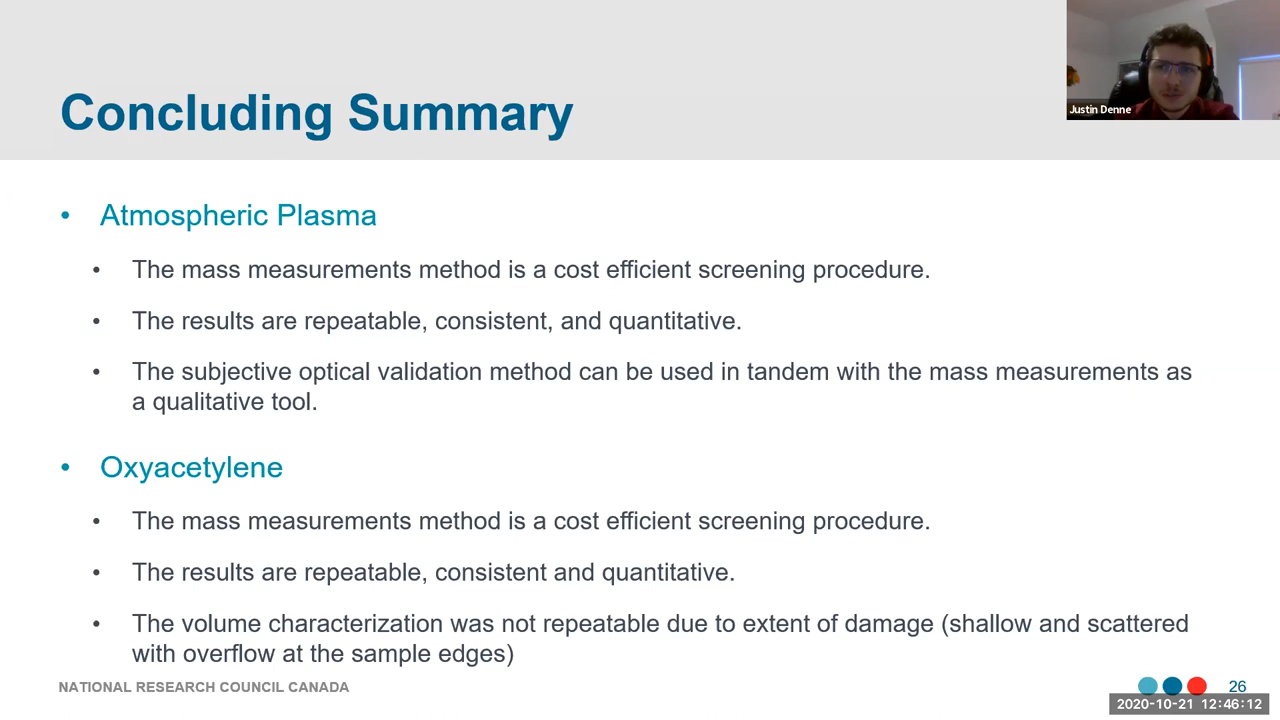 Concluding Summary
Justin Denne
• Atmospheric Plasma
• The mass measurements method is a cost efficient screening procedure.
• The results are repeatable, consistent, and quantitative.
• The subjective optical validation method can be used in tandem with the mass measurements as
a qualitative tool.
• Oxyacetylene
• The mass measurements method is a cost efficient screening procedure.
• The results are repeatable, consistent and quantitative.
• The volume characterization was not repeatable due to extent of damage (shallow and scattered
with overflow at the sample edges)
NATIONAL RESEARCH COUNCIL CANADA
26
2020-10-21 12:46:12